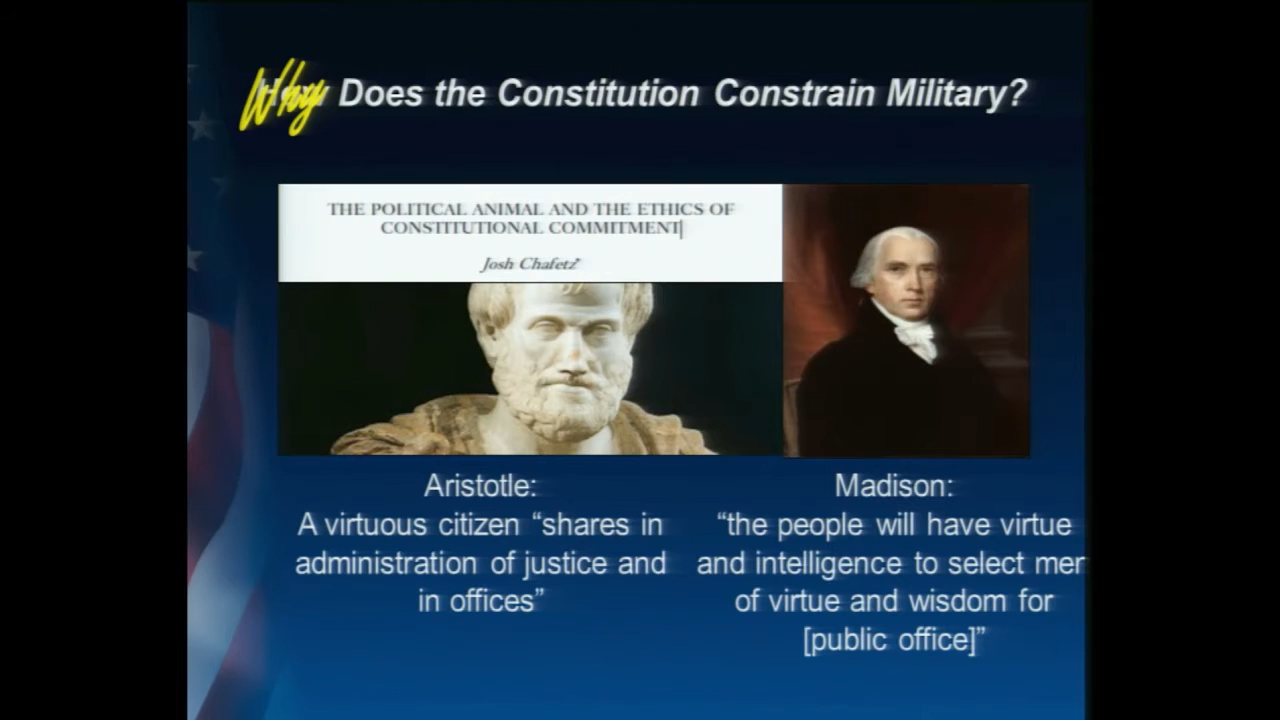 Why Does the Constitution Constrain Military?
THE POLITICAL ANIMAL AND THE ETHICS OF
CONSTITUTIONAL COMMITMENT
Josh Chafetz*
Aristotle:
A virtuous citizen “shares in
administration of justice and
in offices”
Madison:
“the people will have virtue
and intelligence to select men
of virtue and wisdom for
[public office]”